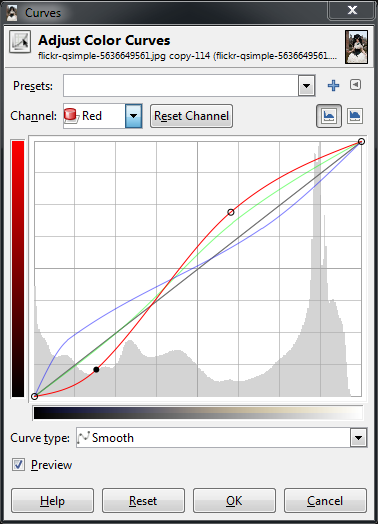 Curves
Adjust Color Curves
flickr-qsimple-5636649561.jpg copy-114 (flickr-qsimple-5636649561....
Presets:
Channel: Red Reset Channel
Curve type: Smooth
Preview
Help Reset OK Cancel